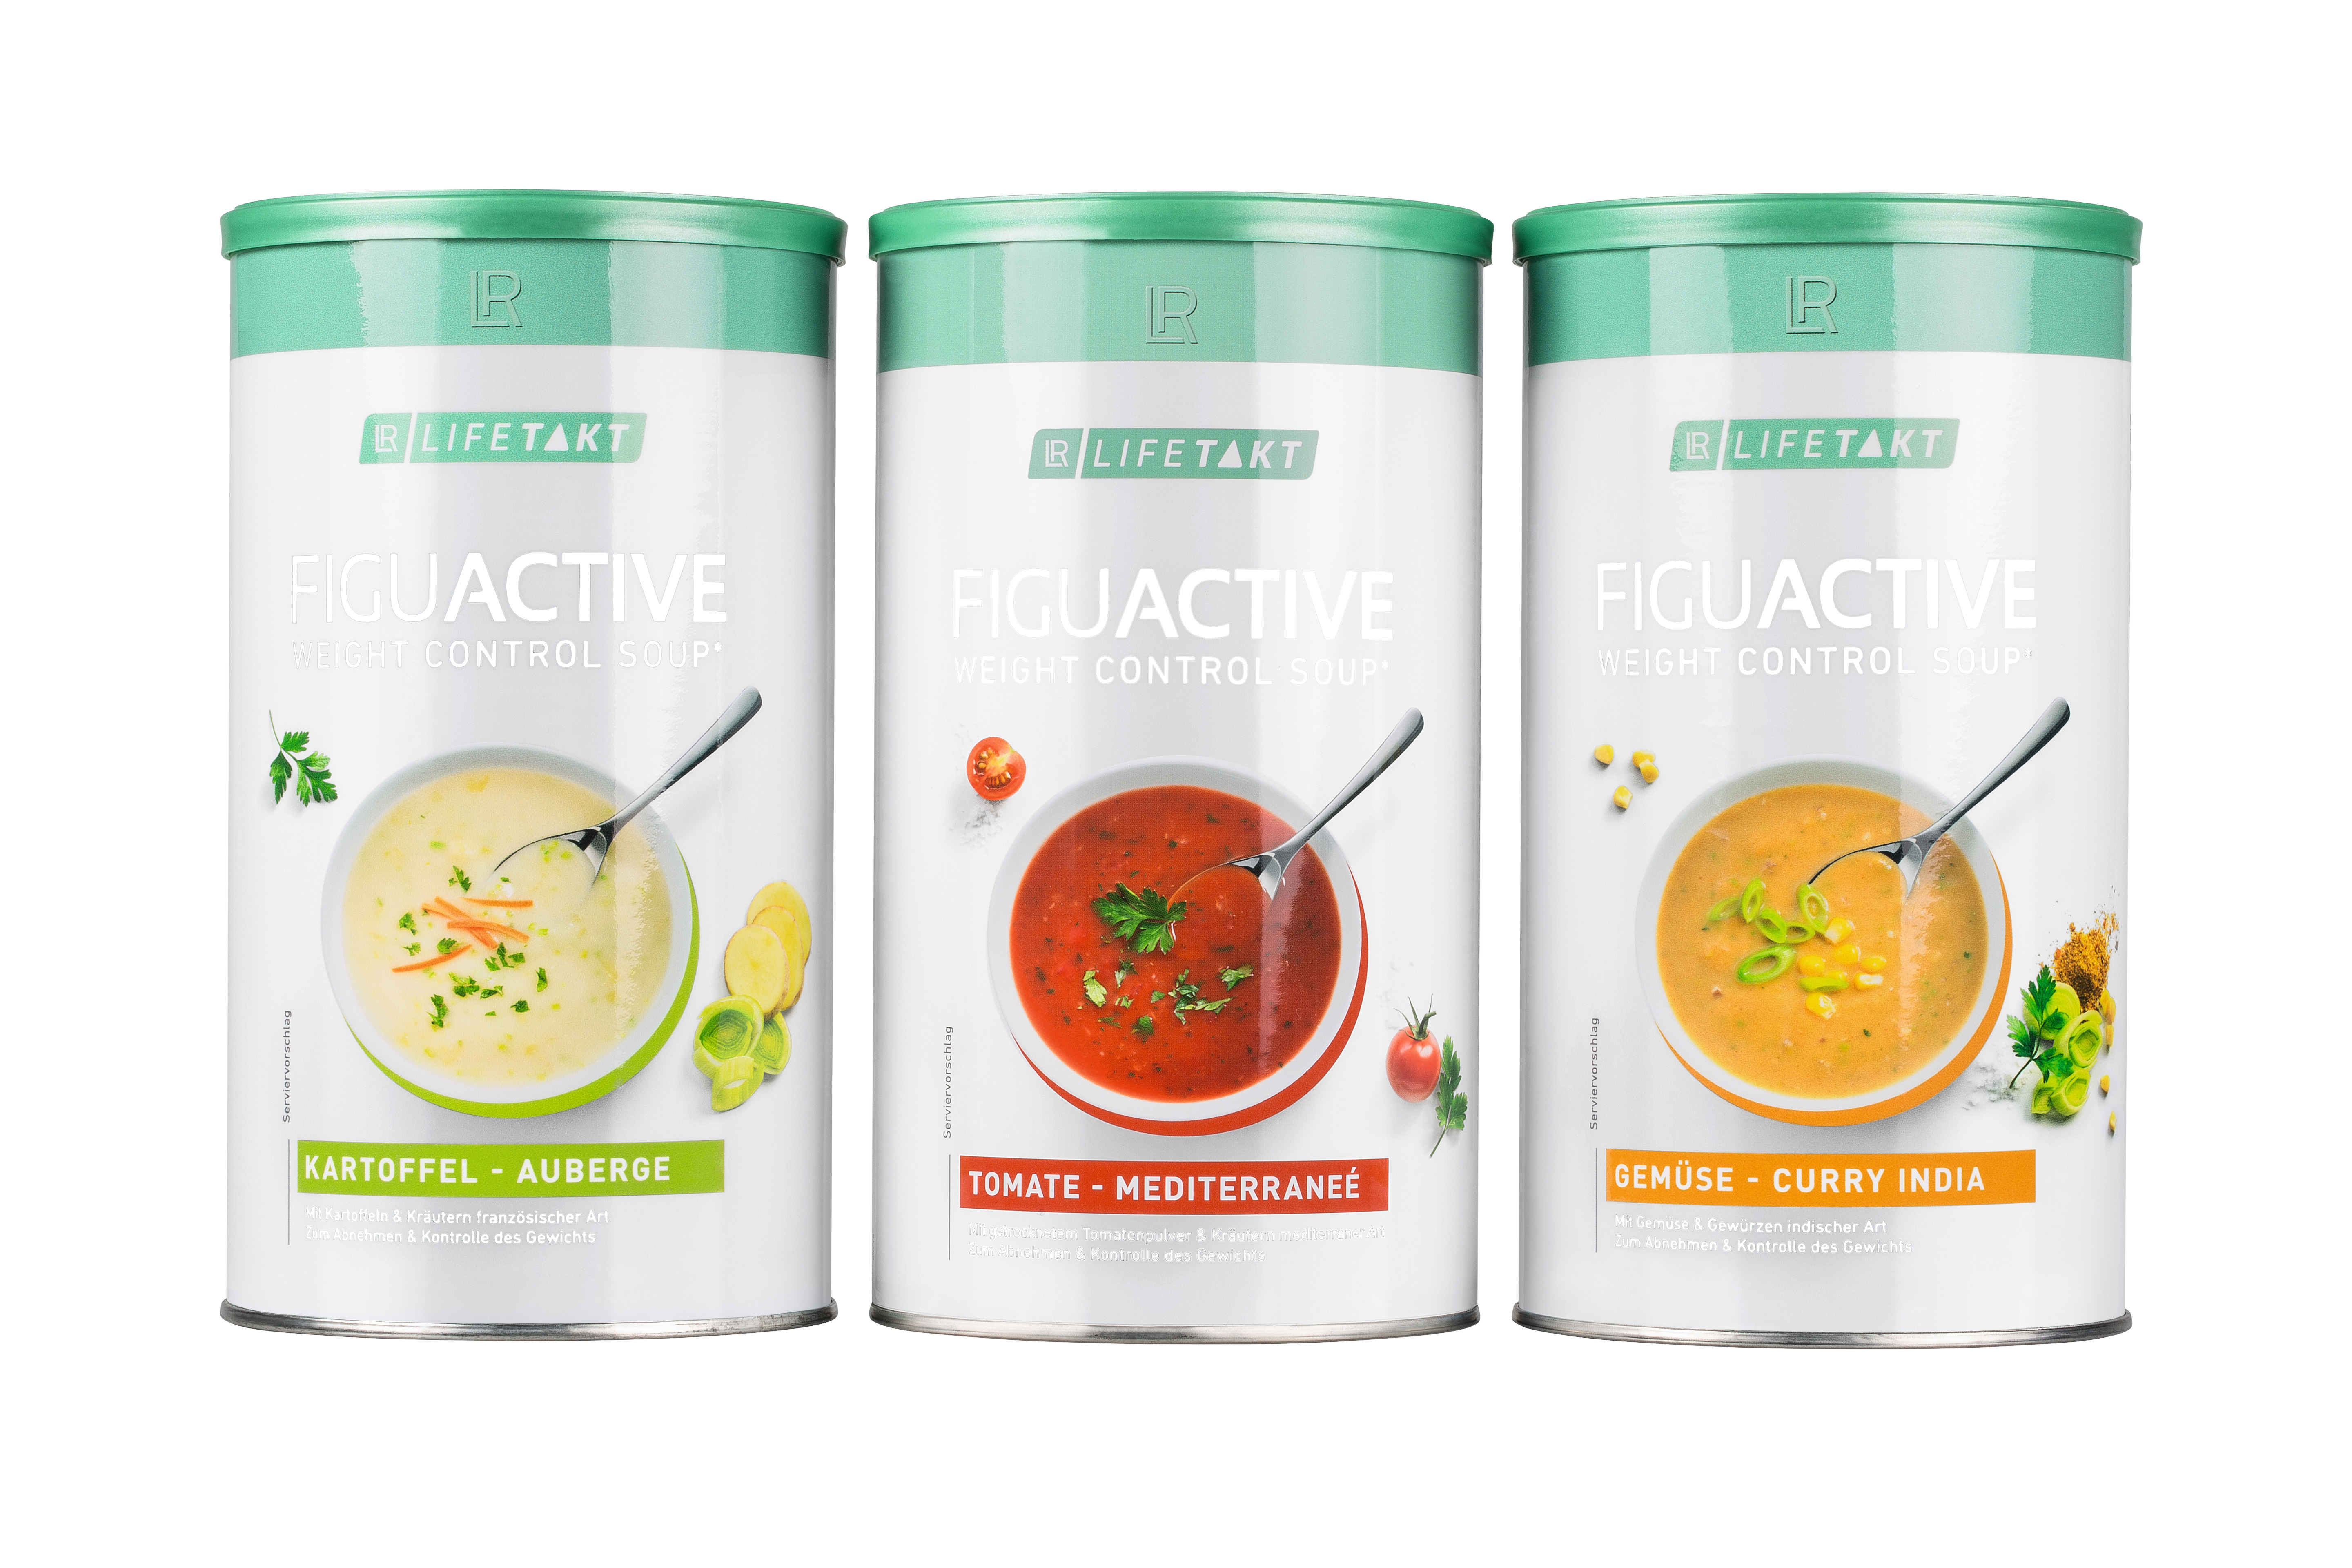 LR
LR LIFETAKT
FIGUACTIVE
WEIGHT CONTROL SOUP*
Serviervorschlag
KARTOFFEL - AUBERGE
Mit Kartoffeln & Kräutern französischer Art
Zum Abnehmen & Kontrolle des Gewichts
LR
LR LIFETAKT
FIGUACTIVE
WEIGHT CONTROL SOUP*
Serviervorschlag
TOMATE - MEDITERRANEÉ
Tomatenpulver & Kräutern
Zum Abnehmen & Kontrolle des Gewichts
LR
LR LIFETAKT
FIGUACTIVE
WEIGHT CONTROL SOUP*
Serviervorschlag
GEMÜSE - CURRY INDIA
Mit Gemüse & Gewürzen indischer Art
Zum Abnehmen & Kontrolle des Gewichts